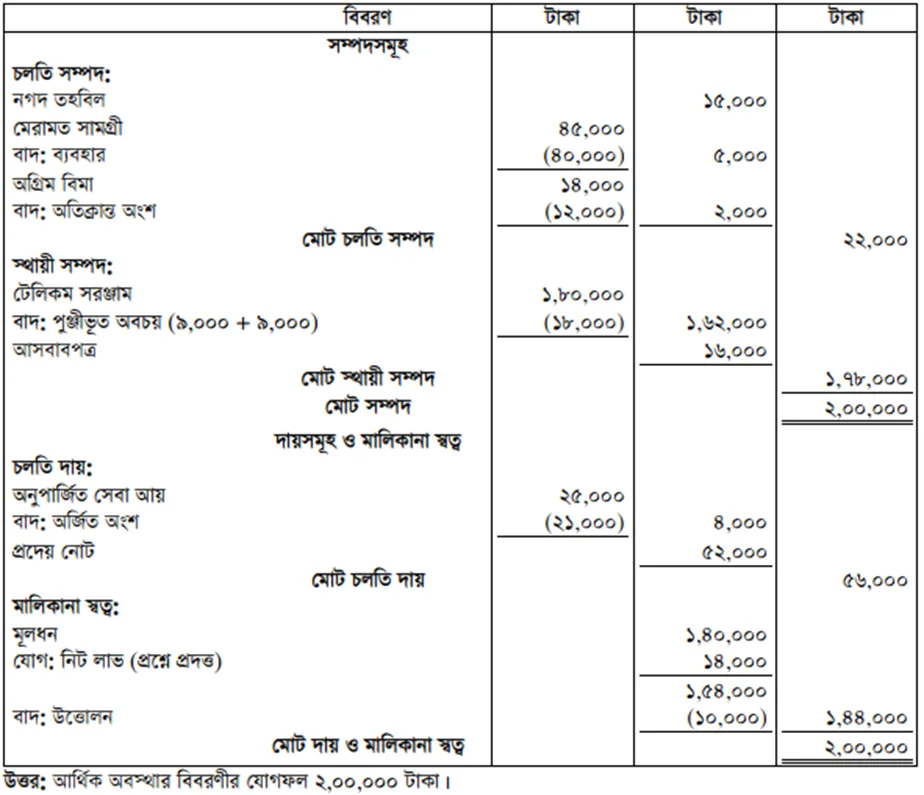 বিবরণ টাকা টাকা টাকা
সম্পদসমূহ
চলতি সম্পদ:
নগদ তহবিল ১৫,০০০
মেরামত সামগ্রী ৪৫,০০০
বাদ: ব্যবহার (৪০,০০০) ৫,০০০
অগ্রিম বিমা ১৪,০০০
বাদ: অতিক্রান্ত অংশ (১২,০০০) ২,০০০
মোট চলতি সম্পদ ২২,০০০
স্থায়ী সম্পদ:
টেলিকম সরঞ্জাম ১,৮০,০০০
বাদ: পুঞ্জীভূত অবচয় (৯,০০০ + ৯,০০০) (১৮,০০০) ১,৬২,০০০
আসবাবপত্র ১৬,০০০
মোট স্থায়ী সম্পদ ১,৭৮,০০০
মোট সম্পদ ২,০০,০০০
দায়সমূহ ও মালিকানা স্বত্ব
চলতি দায়:
অনুপার্জিত সেবা আয় ২৫,০০০
বাদ: অর্জিত অংশ (২১,০০০) ৪,০০০
প্রদেয় নোট ৫২,০০০
মোট চলতি দায় ৫৬,০০০
মালিকানা স্বত্ব:
মূলধন ১,৪০,০০০
যোগ: নিট লাভ (প্রশ্নে প্রদত্ত) ১৪,০০০
১,৫৪,০০০
বাদ: উত্তোলন (১০,০০০) ১,৪৪,০০০
মোট দায় ও মালিকানা স্বত্ব ২,০০,০০০
উত্তর: আর্থিক অবস্থার বিবরণীর যোগফল ২,০০,০০০ টাকা।